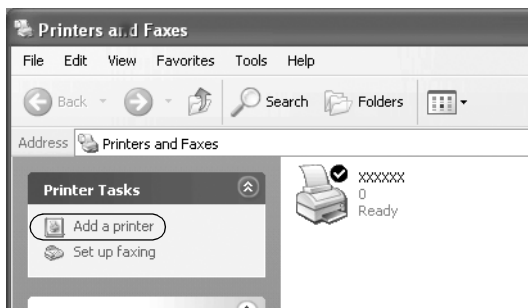 Printers and Faxes
File Edit View Favorites Tools Help
Back Search Folders
Address Printers and Faxes
Printer Tasks
Add a printer
Set up faxing
xxxxxx
0
Ready